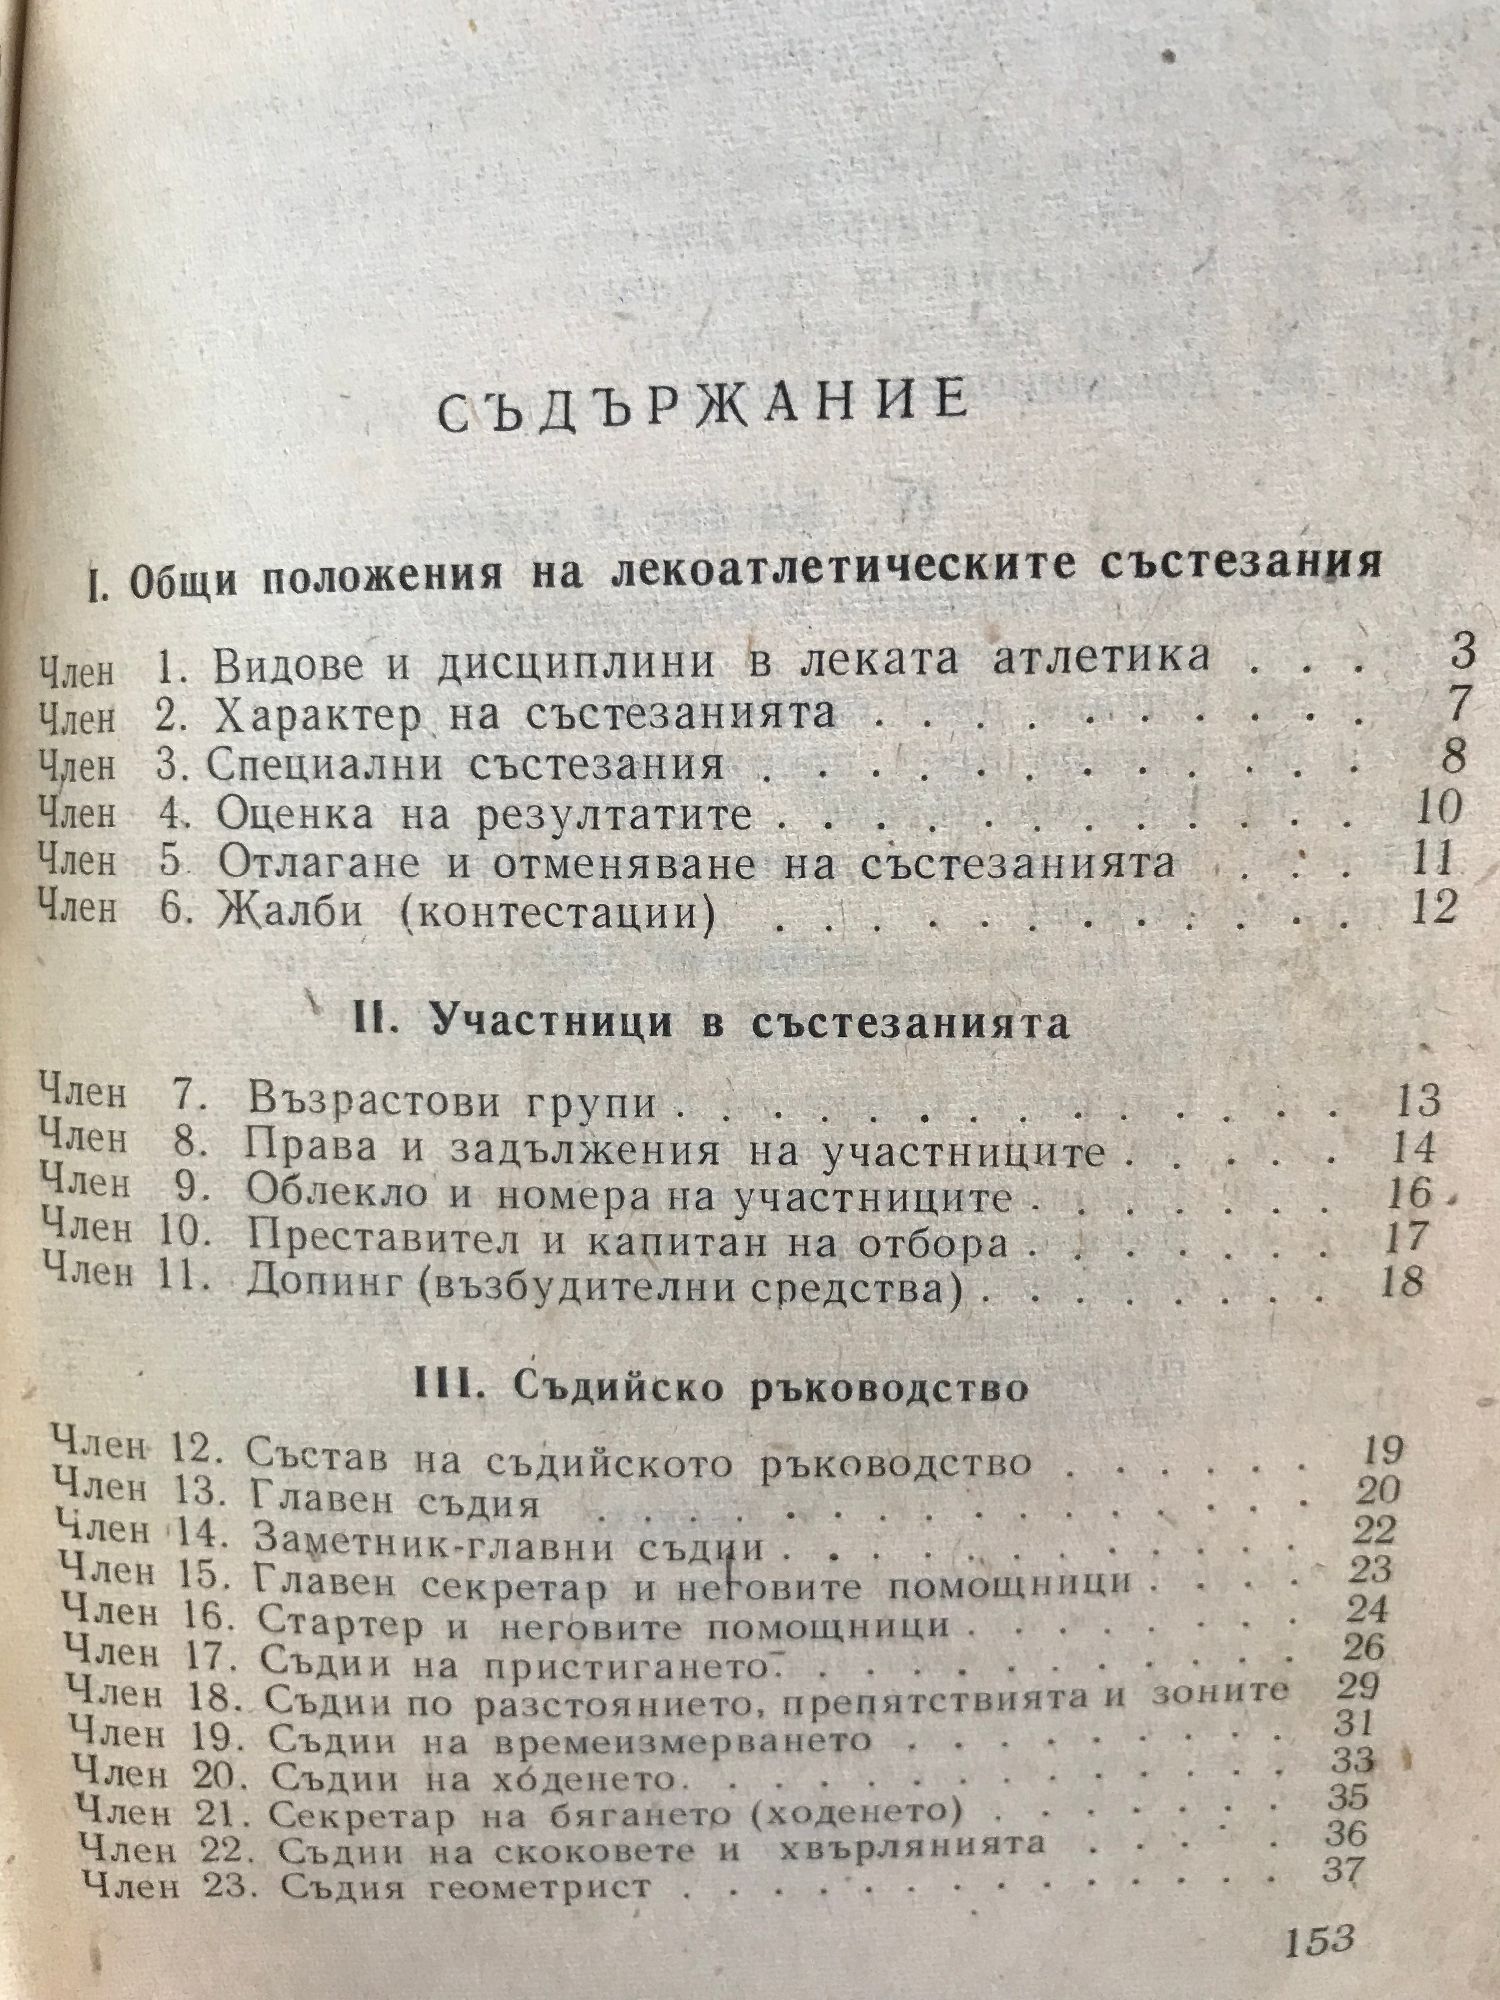 СЪДЪРЖАНИЕ
I. Общи положения на лекоатлетическите състезания
Член 1. Видове и дисциплини в леката атлетика . . . 3
Член 2. Характер на състезанията . . . . . . . . . . 7
Член 3. Специални състезания . . . . . . . . . . . . 8
Член 4. Оценка на резултатите . . . . . . . . . . . . 10
Член 5. Отлагане и отменяване на състезанията . . . 11
Член 6. Жалби (контестации) . . . . . . . . . . . . 12
II. Участници в състезанията
Член 7. Възрастови групи . . . . . . . . . . . . . . 13
Член 8. Права и задължения на участниците . . . . . 14
Член 9. Облекло и номера на участниците . . . . . . . 16
Член 10. Преставител и капитан на отбора . . . . . . . 17
Член 11. Допинг (възбудителни средства) . . . . . . . . 18
III. Съдийско ръководство
Член 12. Състав на съдийското ръководство . . . . . . 19
Член 13. Главен съдия . . . . . . . . . . . . . . . . 20
Член 14. Заметник-главни съдии . . . . . . . . . . . . 22
Член 15. Главен секретар и неговите помощници . . . . 23
Член 16. Стартер и неговите помощници . . . . . . . . 24
Член 17. Съдии на пристигането . . . . . . . . . . . . 26
Член 18. Съдии по разстоянието, препятствията и зоните 29
Член 19. Съдии на времеизмерването . . . . . . . . . 31
Член 20. Съдии на ходенето . . . . . . . . . . . . . . 33
Член 21. Секретар на бягането (ходенето) . . . . . . . 35
Член 22. Съдии на скоковете и хвърлянията . . . . . 36
Член 23. Съдия геометрист . . . . . . . . . . . . . . 37
153